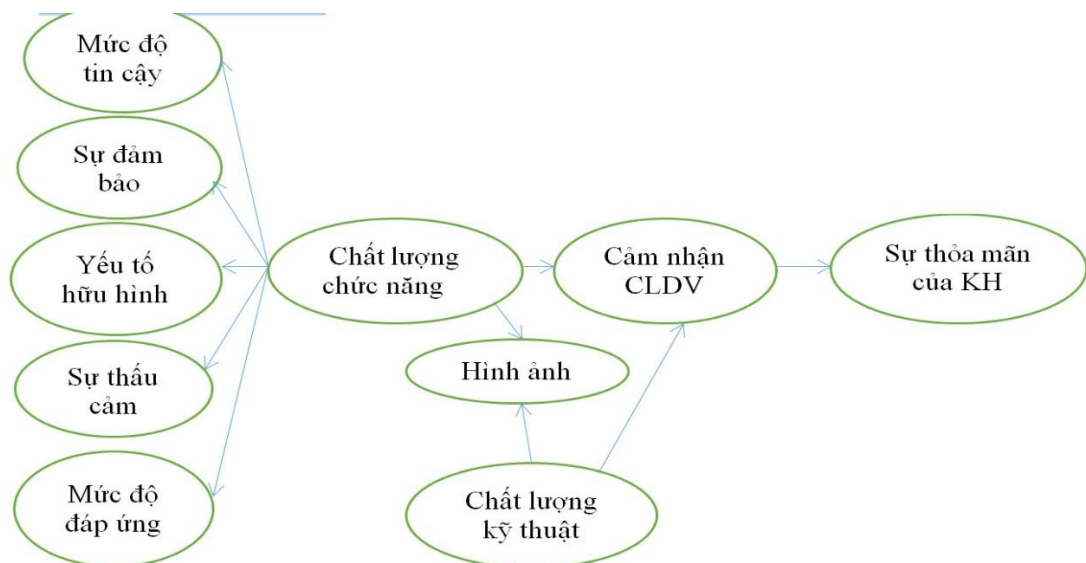 Mức độ
tin cậy
Sự đảm
bảo
Yếu tố
hữu hình
Sự thấu
cảm
Mức độ
đáp ứng
Chất lượng
chức năng
Hình ảnh
Chất lượng
kỹ thuật
Cảm nhận
CLDV
Sự thỏa mãn
của KH